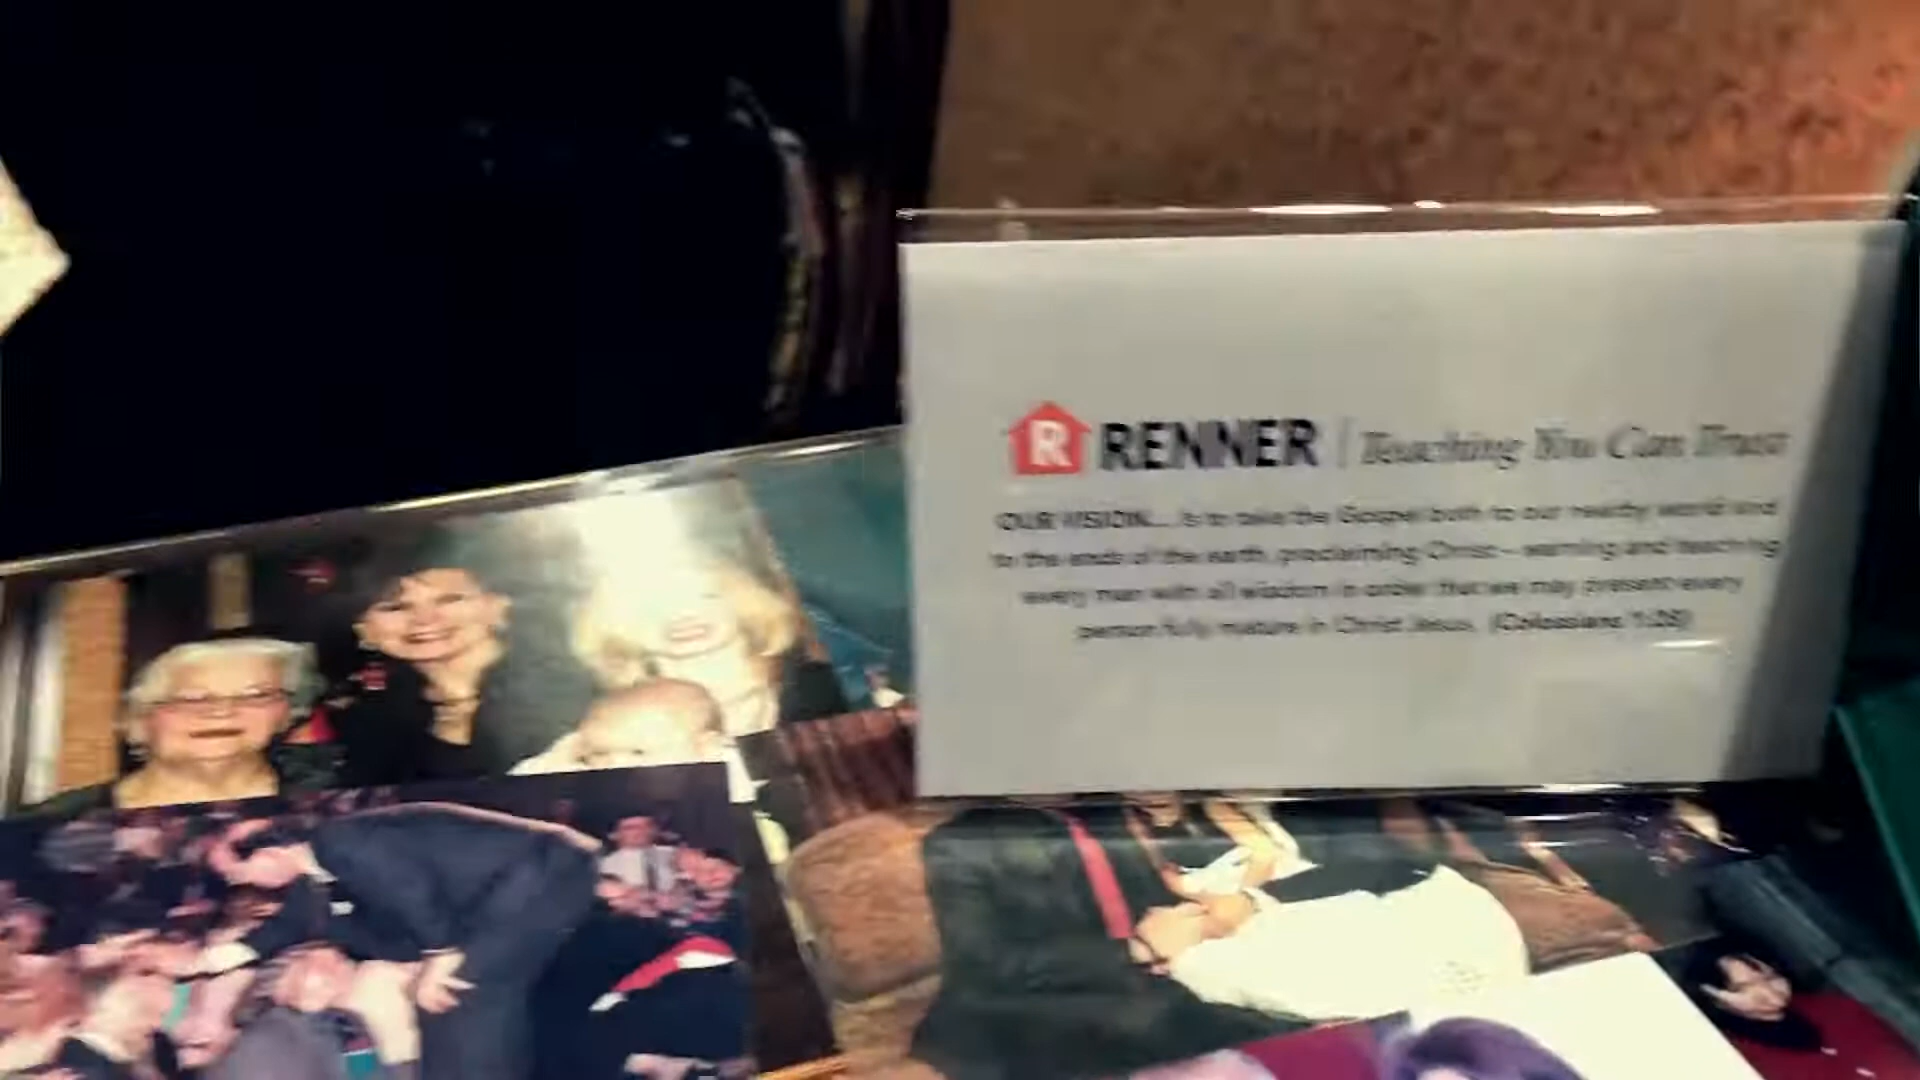 R RENNER | Teaching You Can Trust
OUR VISION... is to take the Gospel both to our nearby world and
to the ends of the earth, proclaiming Christ - warning and teaching
every man with all wisdom in order that we may present every
person fully mature in Christ Jesus. (Colossians 1:28)